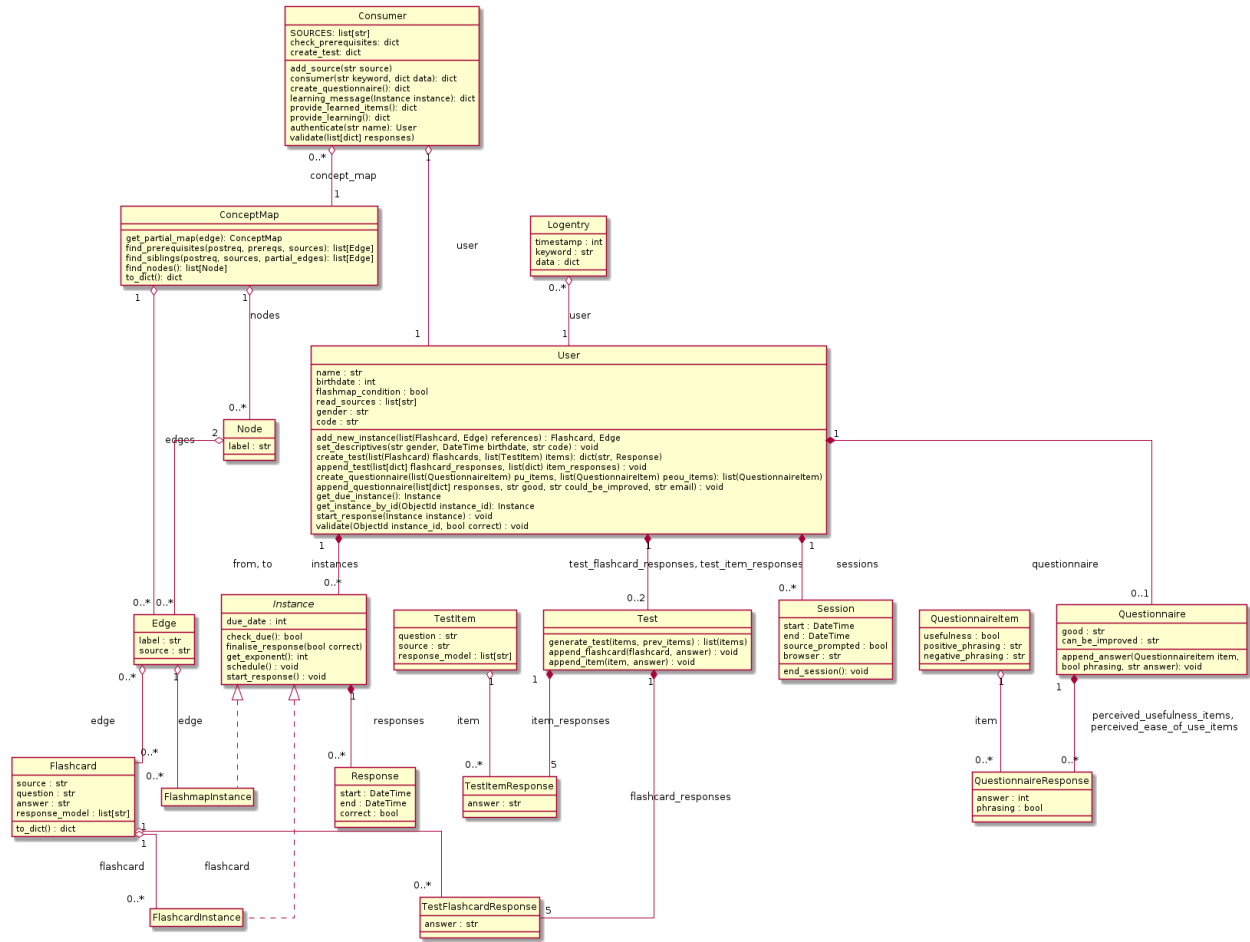 Consumer
SOURCES: list[str]
check_prerequisites: dict
create_test: dict
add_source(str source)
consumer(str keyword, dict data): dict
create_questionnaire(): dict
learning_message(Instance instance): dict
provide_learned_items(): dict
provide_learning(): dict
authenticate(str name): User
validate(list[dict] responses)
0..*
1
concept_map
1
ConceptMap
get_partial_map(edge): ConceptMap
find_prerequisites(postreq, prereqs, sources): list[Edge]
find_siblings(postreq, sources, partial_edges): list[Edge]
find_nodes(): list[Node]
to_dict(): dict
user
Logentry
timestamp : int
keyword : str
data : dict
1
1
0..*
nodes
user
1
1
User
name : str
birthdate : int
flashmap_condition : bool
read_sources : list[str]
gender : str
code : str
add_new_instance(list(Flashcard, Edge) references) : Flashcard, Edge
set_descriptives(str gender, DateTime birthdate, str code) : void
create_test(list(Flashcard) flashcards, list(TestItem) items): dict(str, Response)
append_test(list[dict] flashcard_responses, list(dict) item_responses) : void
create_questionnaire(list(QuestionnaireItem) pu_items, list(QuestionnaireItem) peou_items): list(QuestionnaireItem)
append_questionnaire(list[dict] responses, str good, str could_be_improved, str email) : void
get_due_instance(): Instance
get_instance_by_id(ObjectId instance_id): Instance
start_response(Instance instance) : void
validate(ObjectId instance_id, bool correct) : void
0..*
Node
label : str
2
edges
1
1
1
1
from, to
instances
test_flashcard_responses, test_item_responses
sessions
questionnaire
0..*
0..2
0..*
0..1
0..*
0..*
Edge
label : str
source : str
Instance
due_date : int
check_due(): bool
finalise_response(bool correct)
get_exponent(): int
schedule() : void
start_response() : void
TestItem
question : str
source : str
response_model : list[str]
Test
generate_test(items, prev_items) : list(items)
append_flashcard(flashcard, answer) : void
append_item(item, answer) : void
Session
start : DateTime
end : DateTime
source_prompted : bool
browser : str
end_session(): void
QuestionnaireItem
usefulness : bool
positive_phrasing : str
negative_phrasing : str
Questionnaire
good : str
can_be_improved : str
append_answer(Questionaireitem item,
bool phrasing, str answer): void
0..*
1
1
1
1
1
1
1
edge
edge
responses
item
item_responses
item
perceived_usefulness_items,
perceived_ease_of_use_items
0..*
0..*
0..*
0..*
5
0..*
0..*
Flashcard
source : str
question : str
answer : str
response_model : list[str]
to_dict() : dict
FlashmapInstance
Response
start : DateTime
end : DateTime
correct : bool
TestItemResponse
answer : str
flashcard_responses
QuestionnaireResponse
answer : int
phrasing : bool
1
1
flashcard
flashcard
0..*
0..*
FlashcardInstance
TestFlashcardResponse
answer : str
5